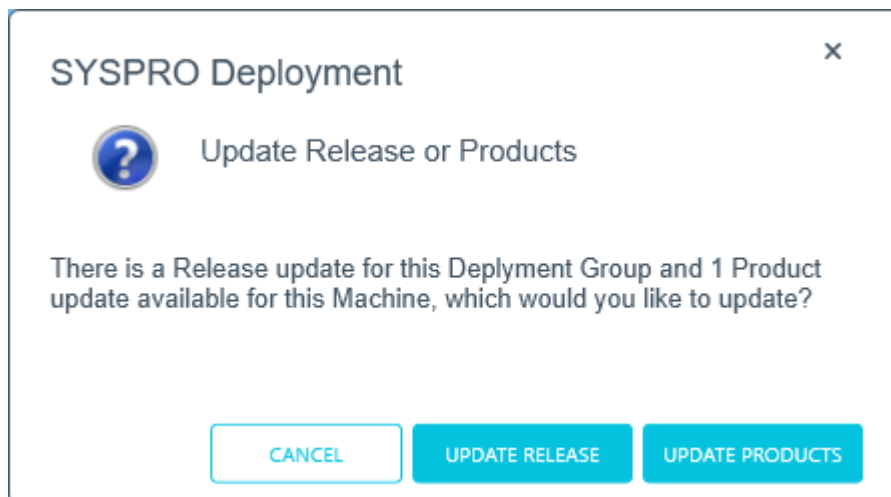 SYSPRO Deployment
Update Release or Products
There is a Release update for this Deplyment Group and 1 Product
update available for this Machine, which would you like to update?
CANCEL UPDATE RELEASE UPDATE PRODUCTS